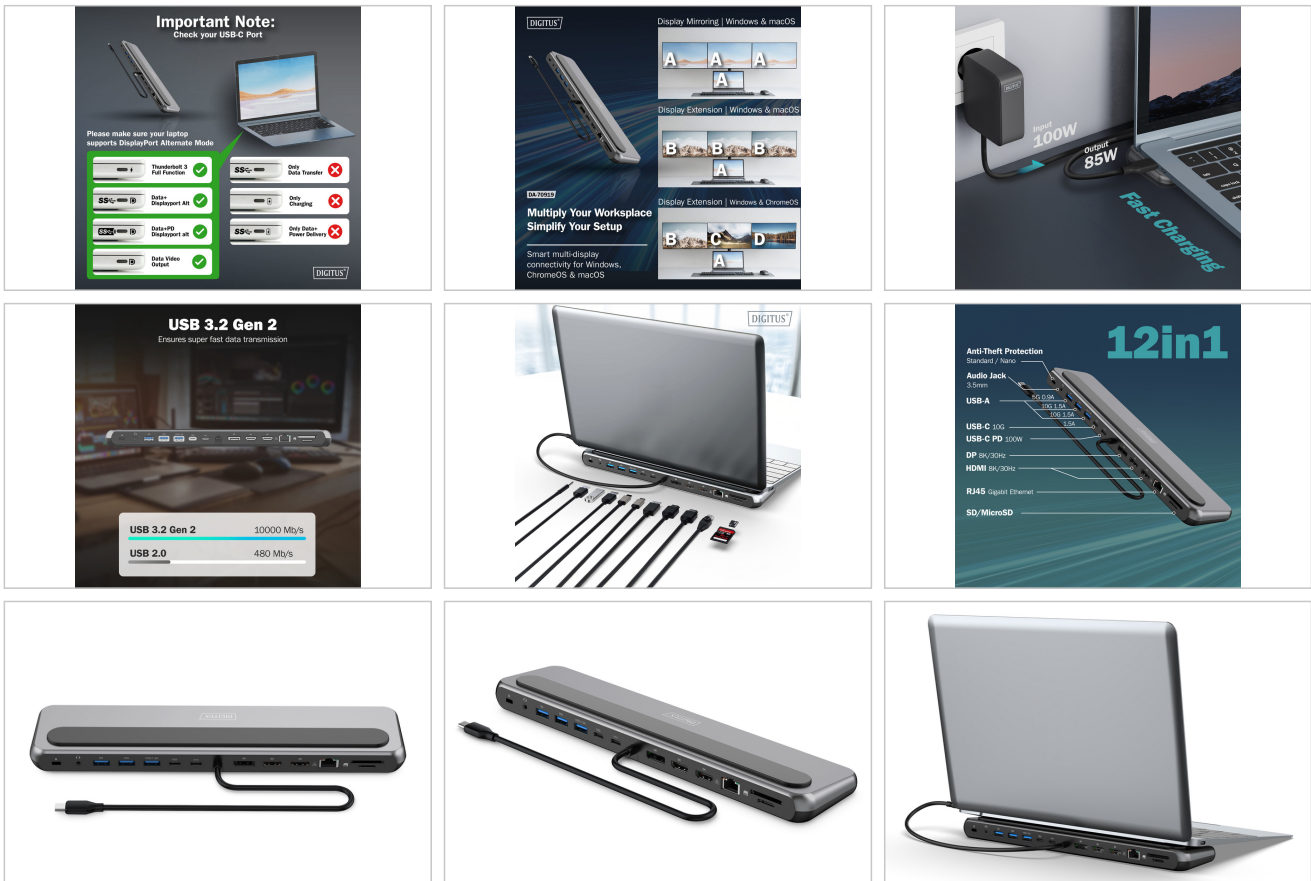 Important Note:
Check your USB-C Port
Please make sure your laptop
supports DisplayPort Alternate Mode
Thunderbolt 3
Full Function
Only
Data Transfer
Data+
Displayport Alt
Only
Charging
Data+PD
Displayport alt
Only Data+
Power Delivery
Data Video
Output
DIGITUS®
DIGITUS®
DA-70919
Multiply Your Worksplace
Simplify Your Setup
Smart multi-display
connectivity for Windows,
ChromeOS & macOS
Display Mirroring | Windows & macOS
A A A
A
Display Extension | Windows & macOS
B B B
A
Display Extension | Windows & ChromeOS
B C D
A
Input
100W
Output
85W
Fast Charging
USB 3.2 Gen 2
Ensures super fast data transmission
USB 3.2 Gen 2 10000 Mb/s
USB 2.0 480 Mb/s
DIGITUS®
12in1
Anti-Theft Protection
Standard / Nano
Audio Jack
3.5mm
USB-A
5G 0.9A
10G 1.5A
10G 1.5A
USB-C 10G
1.5A
USB-C PD 100W
DP 8K/30Hz
HDMI 8K/30Hz
RJ45 Gigabit Ethernet
SD/MicroSD